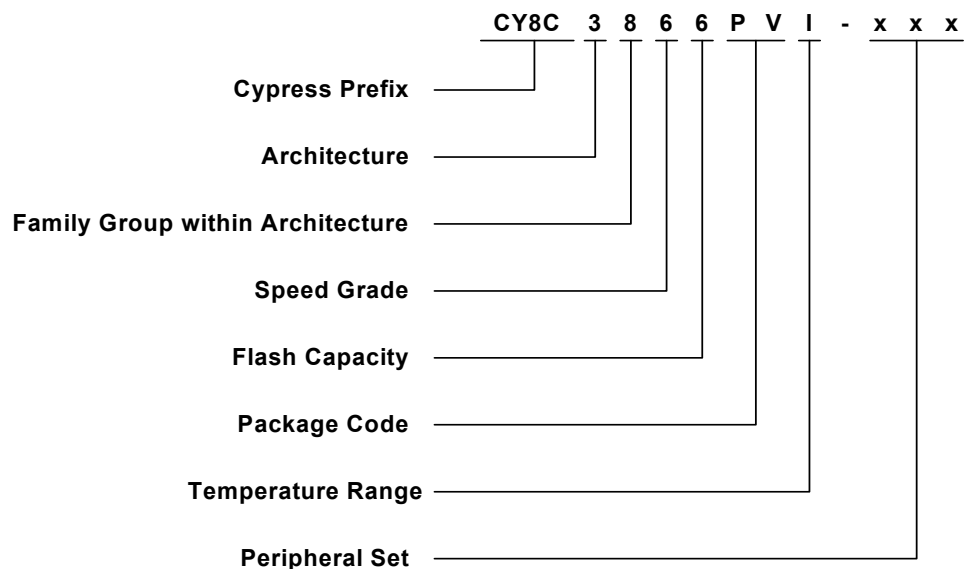 CY8C 3 8 6 6 P V I - x x x
Cypress Prefix
Architecture
Family Group within Architecture
Speed Grade
Flash Capacity
Package Code
Temperature Range
Peripheral Set